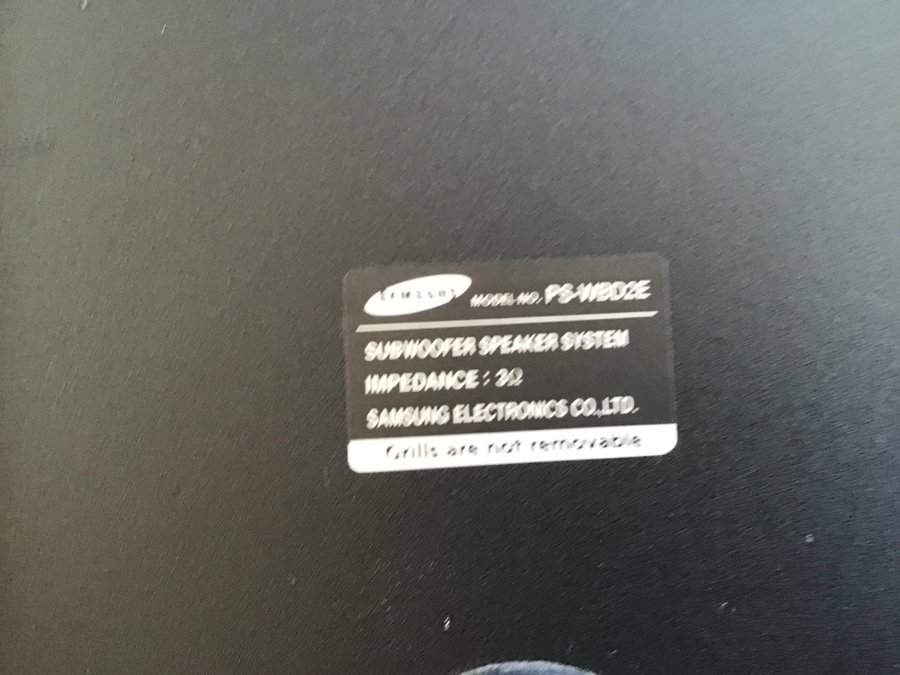 SAMSUNG MODEL NO. PS-WBD2E
SUBWOOFER SPEAKER SYSTEM
IMPEDANCE : 3Ω
SAMSUNG ELECTRONICS CO.,LTD.
Grills are not removable